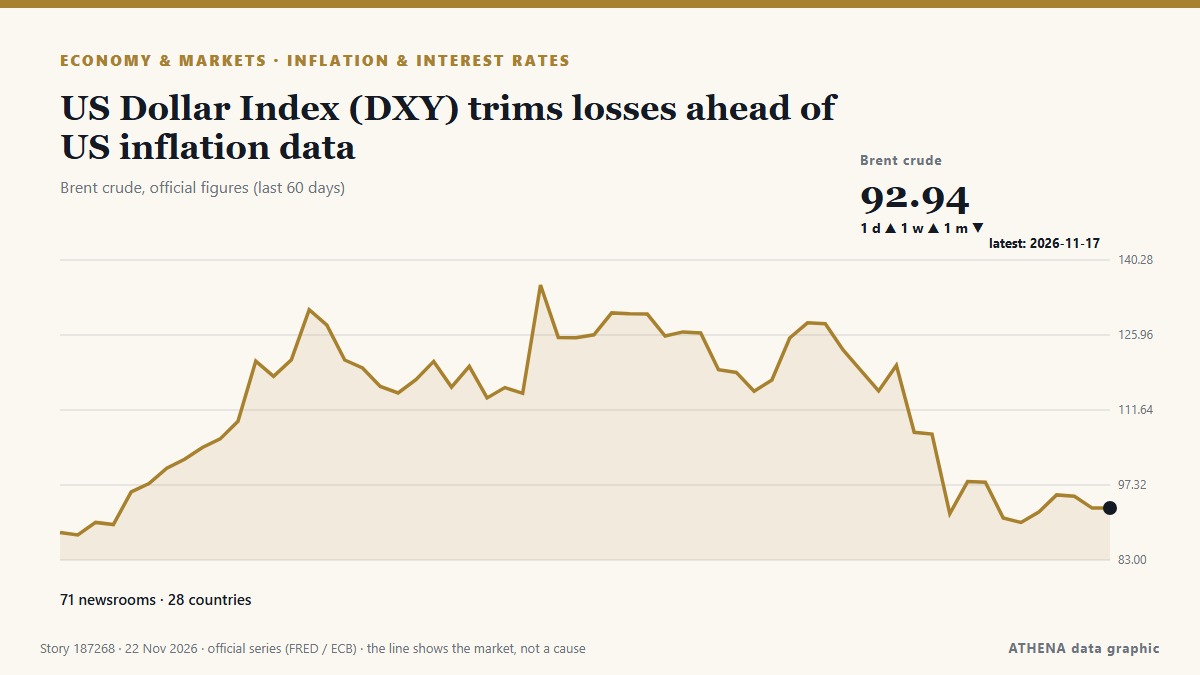 ECONOMY & MARKETS · INFLATION & INTEREST RATES
US Dollar Index (DXY) trims losses ahead of
US inflation data
Brent crude, official figures (last 60 days)
Brent crude
92.94
1 d ▲ 1 w ▲ 1 m ▼
latest: 2026-11-17
140.28
125.96
111.64
97.32
83.00
71 newsrooms · 28 countries
Story 187268 · 22 Nov 2026 · official series (FRED / ECB) · the line shows the market, not a cause
ATHENA data graphic